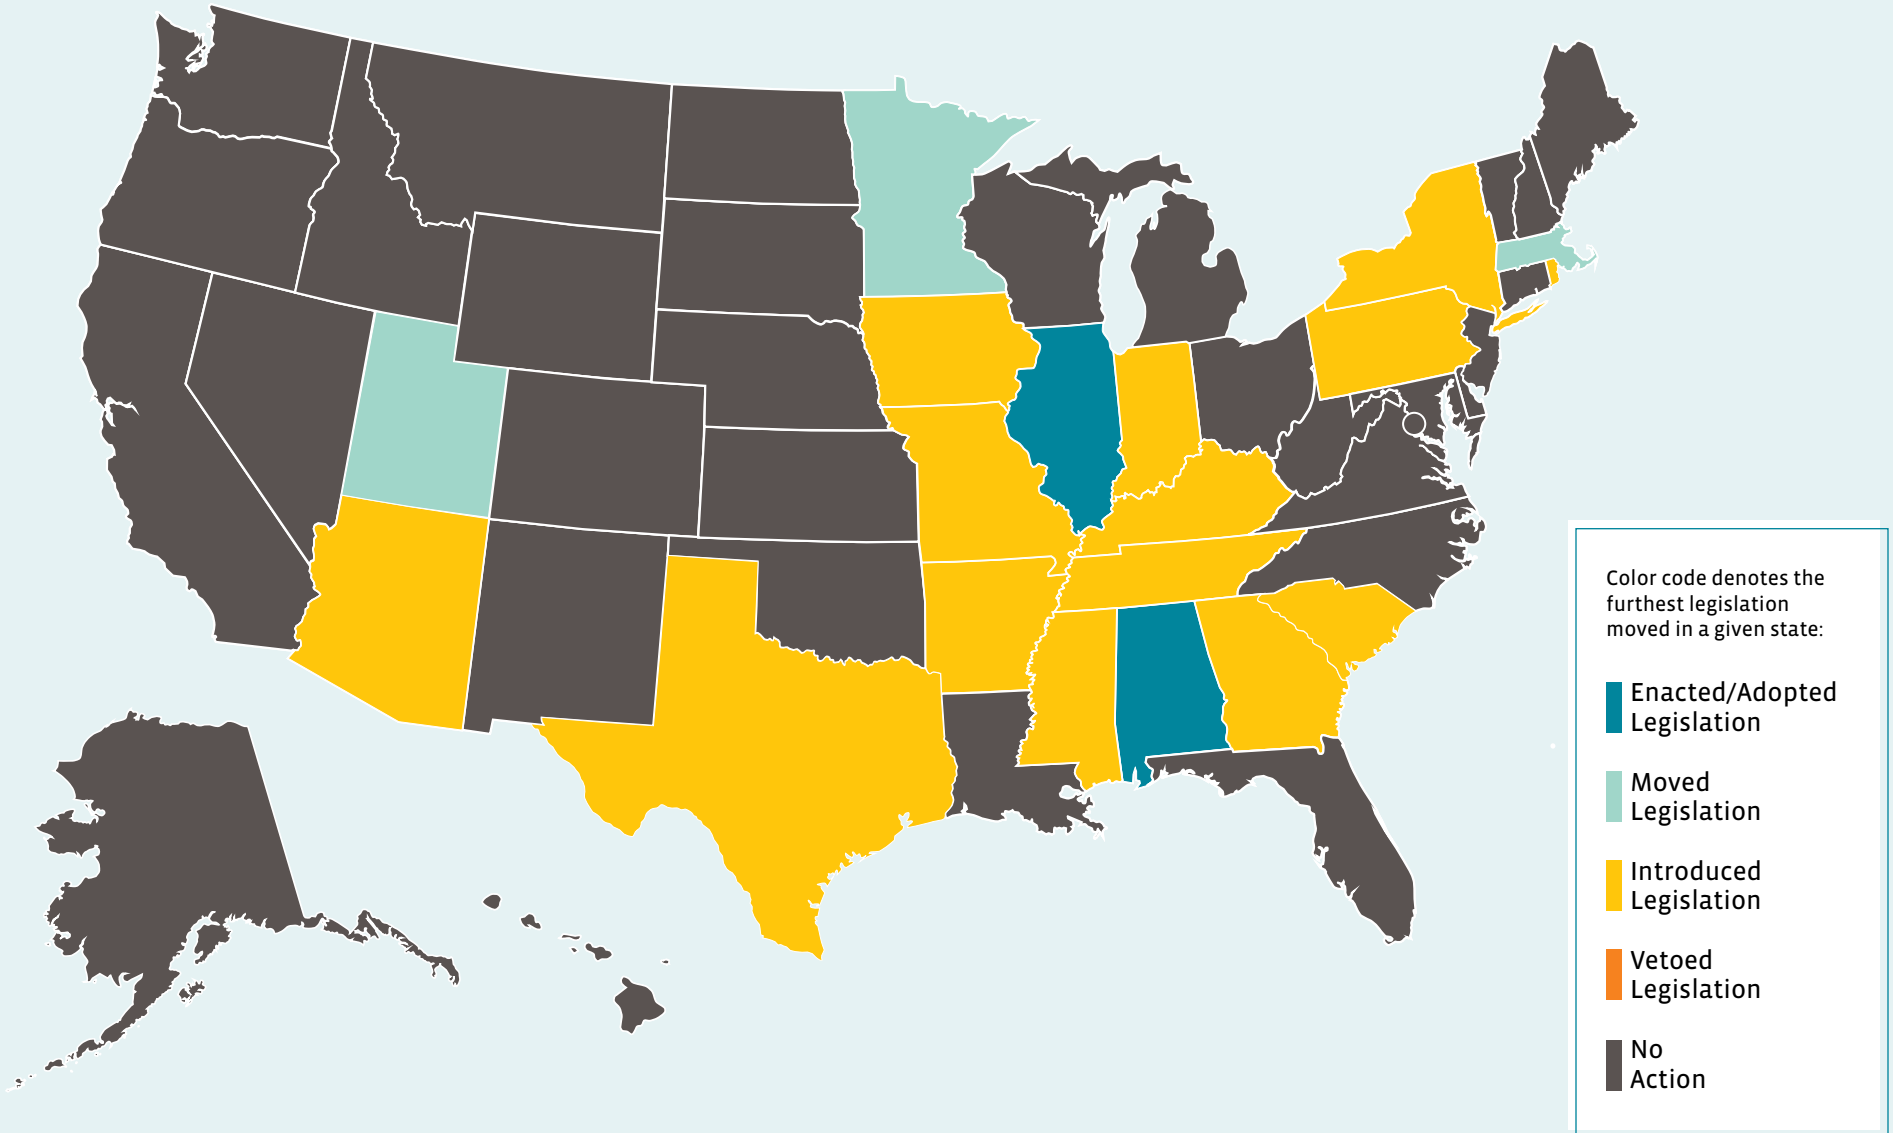 Color code denotes the
furthest legislation
moved in a given state:
Enacted/Adopted
Legislation
Moved
Legislation
Introduced
Legislation
Vetoed
Legislation
No
Action